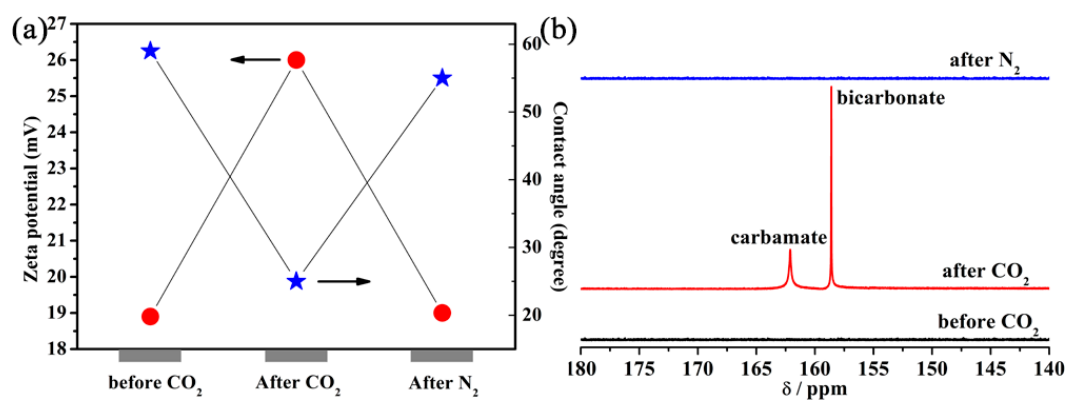 (a)
Zeta potential (mV)
27
26
25
24
23
22
21
20
19
18
60
50
40
30
20
Contact angle (degree)
before CO₂
After CO₂
After N₂
(b)
after N₂
bicarbonate
carbamate
after CO₂
before CO₂
180 175 170 165 160 155 150 145 140
δ / ppm